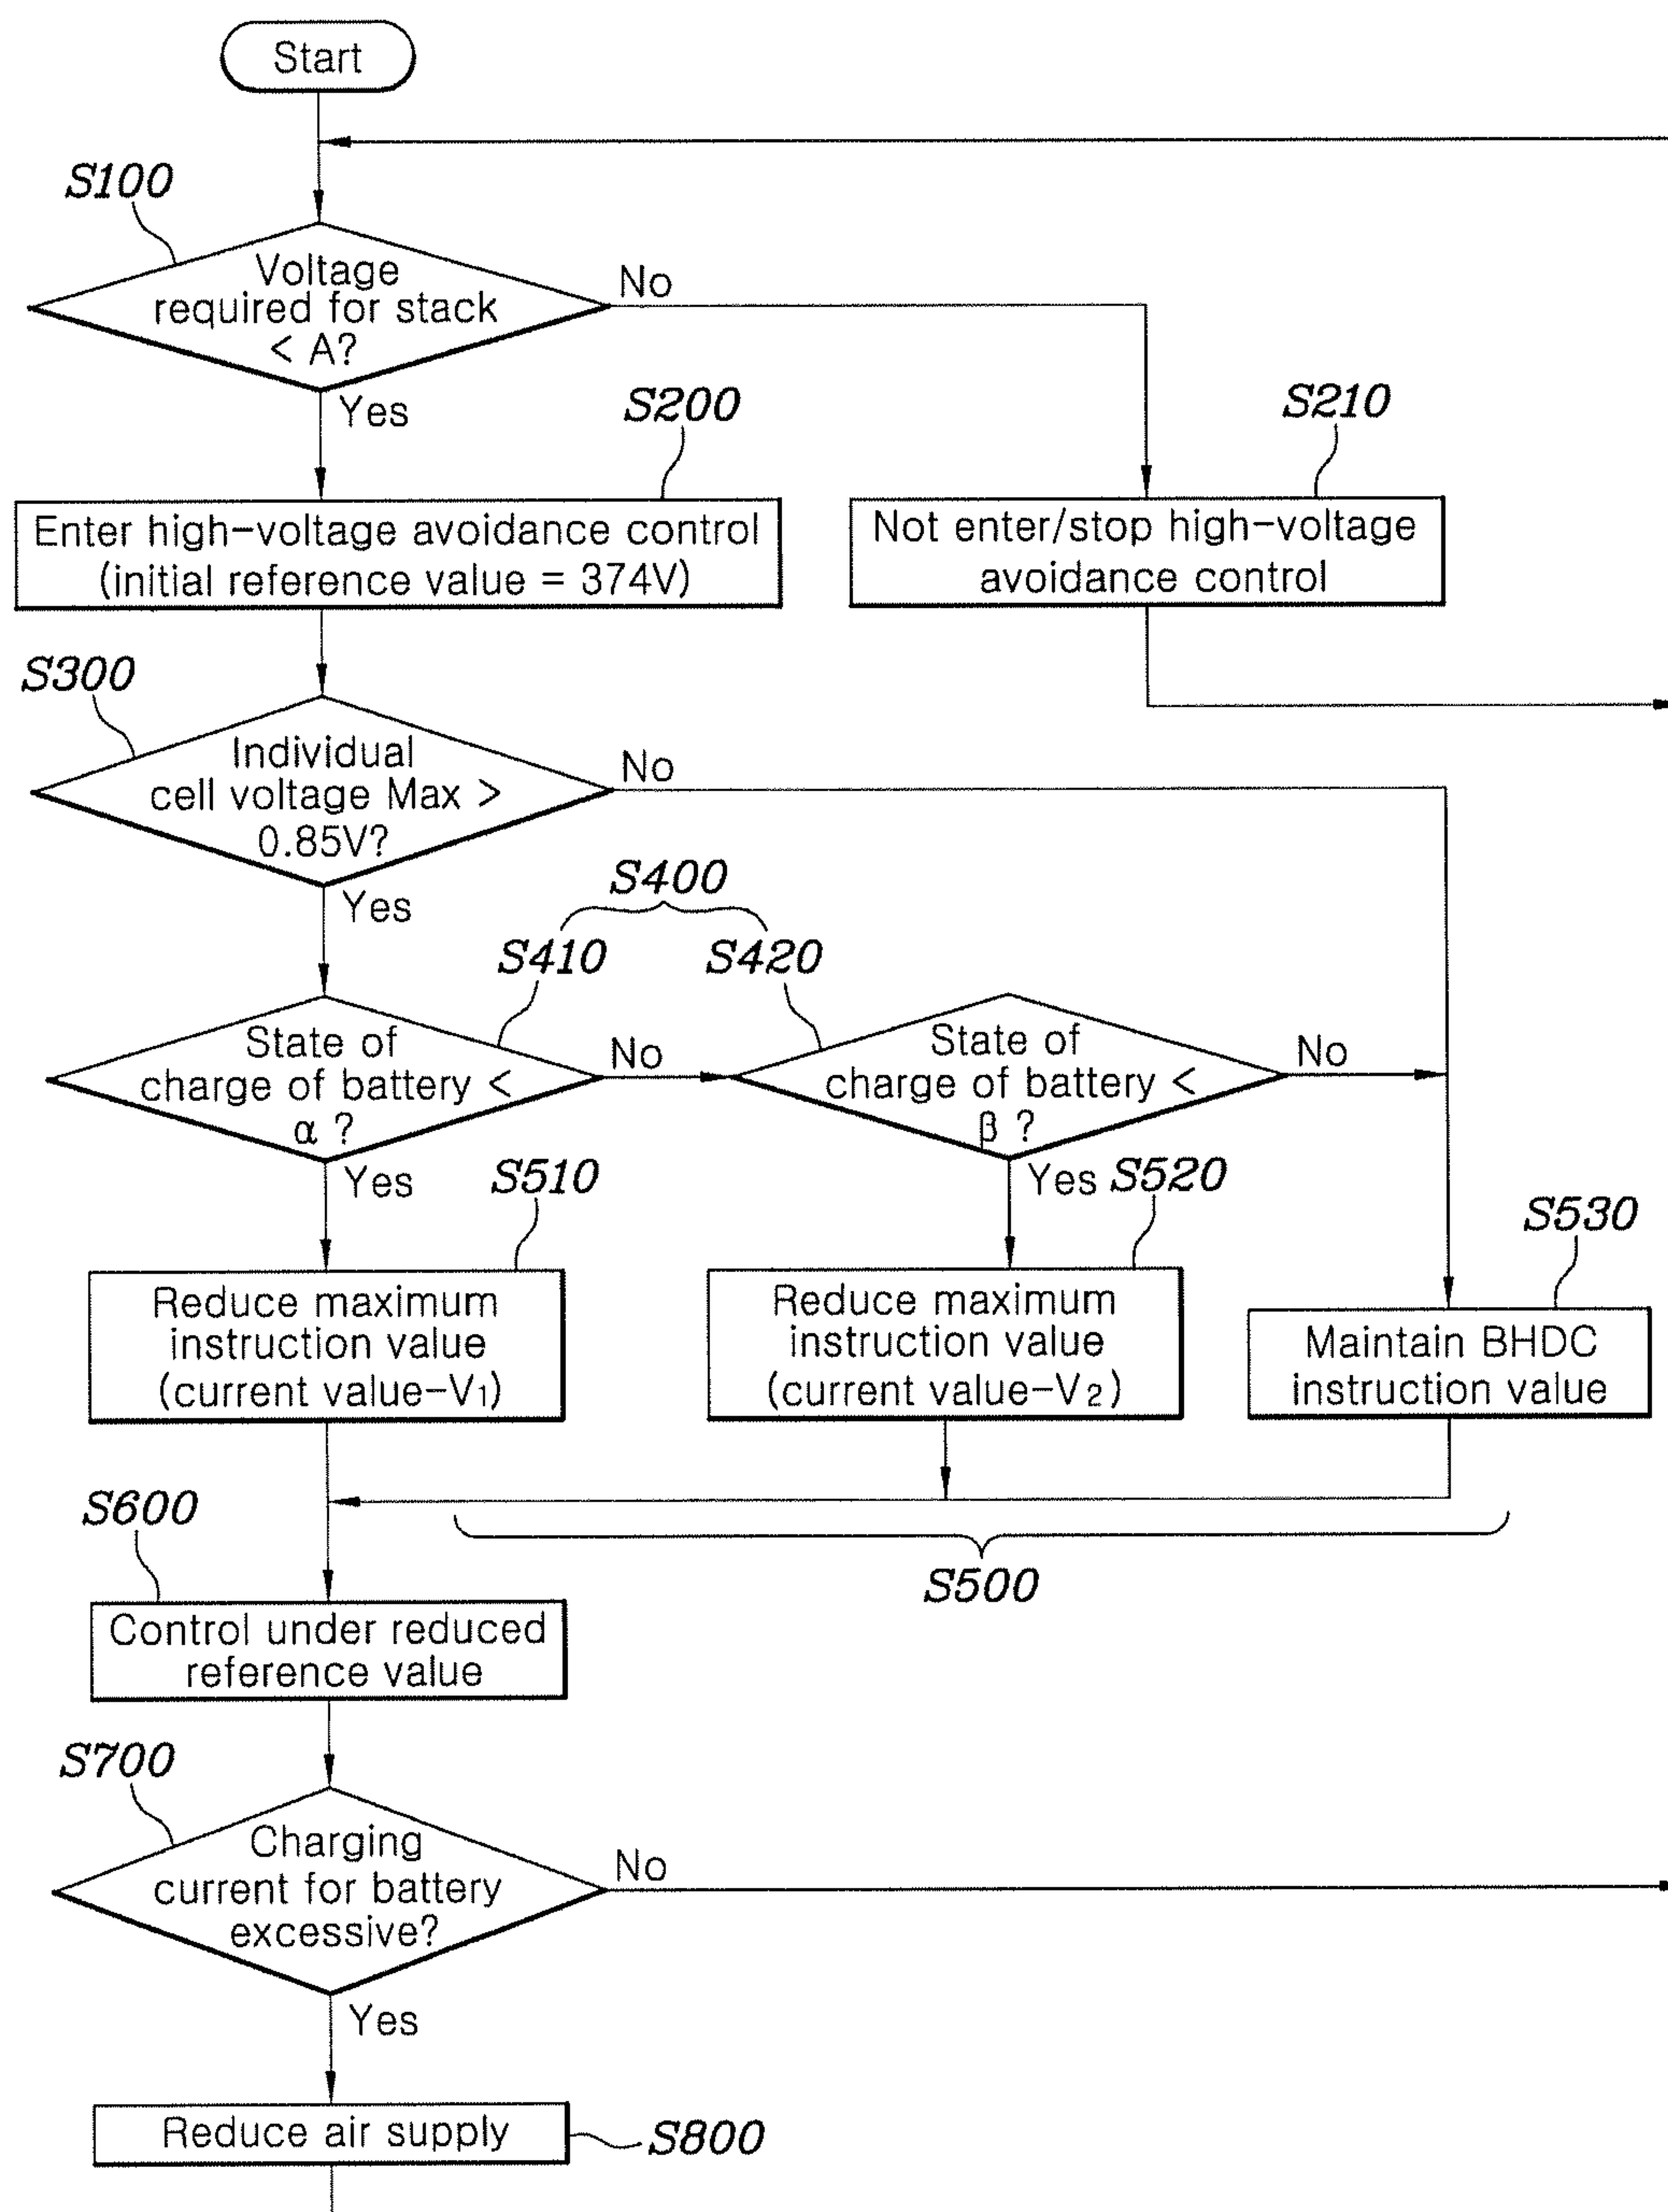 Start
S100
Voltage
required for stack
< A?
No
Yes
S200
S210
Enter high-voltage avoidance control
(initial reference value = 374V)
Not enter/stop high-voltage
avoidance control
S300
Individual
cell voltage Max >
0.85V?
No
Yes
S400
S410
S420
State of
charge of battery <
α ?
No
State of
charge of battery <
β ?
No
Yes
S510
Yes
S520
S530
Reduce maximum
instruction value
(current value-V1)
Reduce maximum
instruction value
(current value-V2)
Maintain BHDC
instruction value
S600
S500
Control under reduced
reference value
S700
Charging
current for battery
excessive?
No
Yes
Reduce air supply
S800